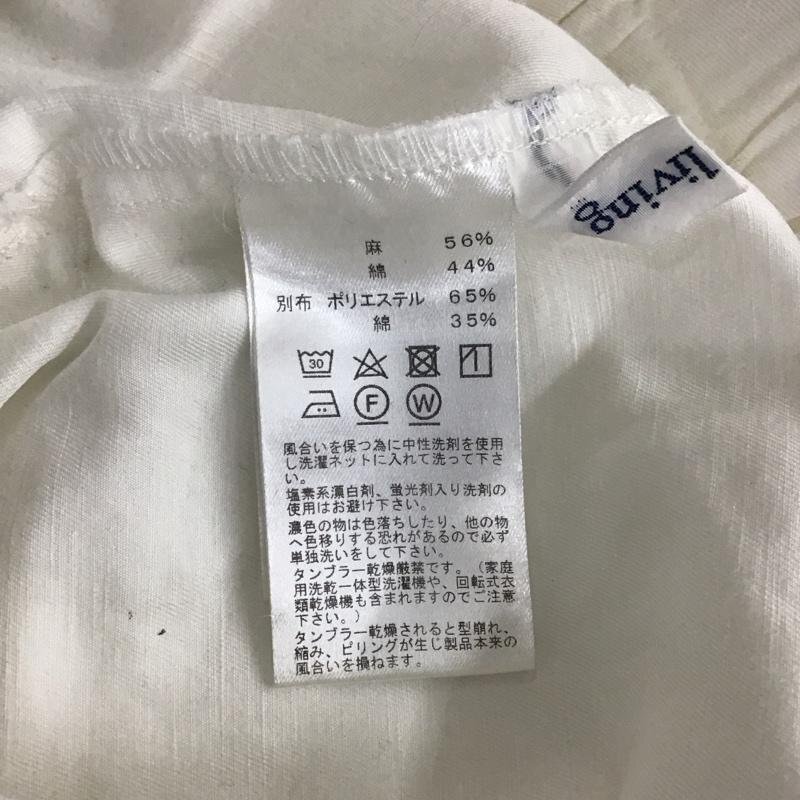 living
麻 56%
綿 44%
別布 ポリエステル 65%
綿 35%
30
1
F W
風合いを保つ為に中性洗剤を使用
し洗濯ネットに入れて洗って下さ
い。
塩素系漂白剤、蛍光剤入り洗剤の
使用はお避け下さい。
濃色の物は色落ちしたり、他の物
へ色移りする恐れがあるので必ず
単独洗いをして下さい。
タンブラー乾燥厳禁です。（家庭
用洗乾一体型洗濯機や、回転式衣
類乾燥機も含まれますのでご注意
下さい。）
タンブラー乾燥されると型崩れ、
縮み、ピリングが生じ製品本来の
風合いを損ねます。